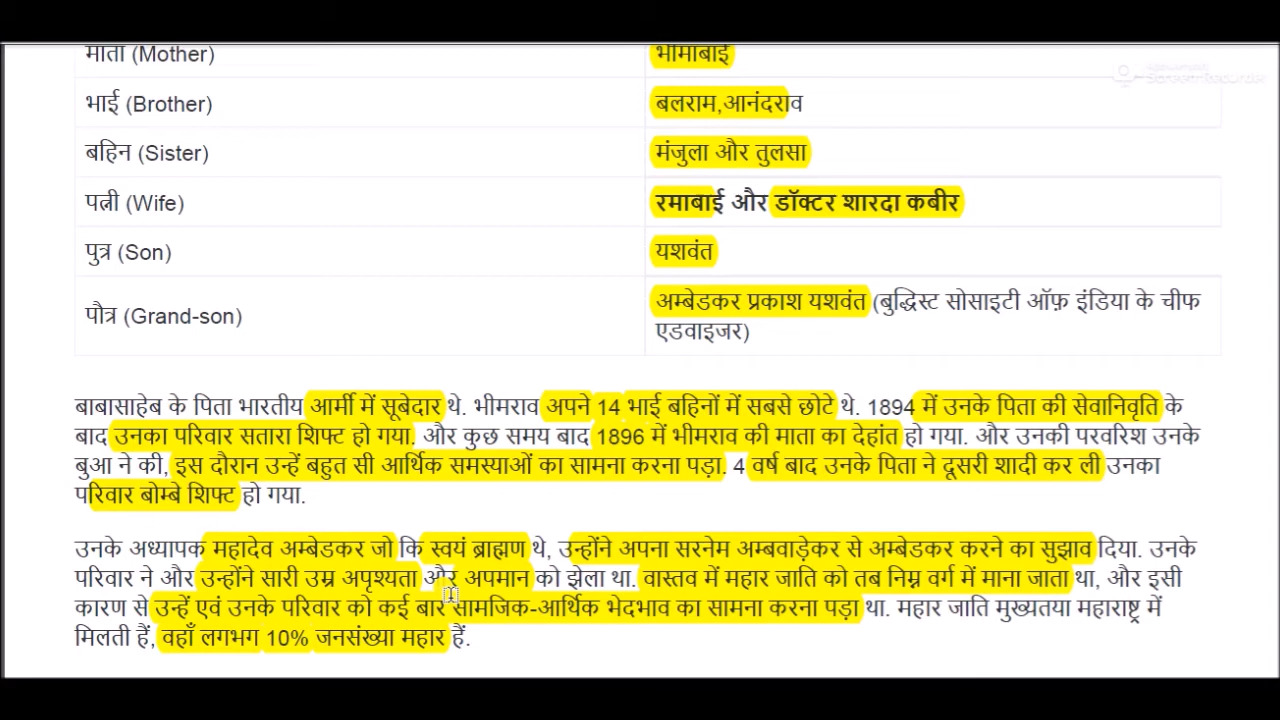 माता (Mother) भीमाबाई
भाई (Brother) बलराम,आनंदराव
बहिन (Sister) मंजुला और तुलसा
पत्नी (Wife) रमाबाई और डॉक्टर शारदा कबीर
पुत्र (Son) यशवंत
पौत्र (Grand-son) अम्बेडकर प्रकाश यशवंत (बुद्धिस्ट सोसाइटी ऑफ़ इंडिया के चीफ
एडवाइजर)
बाबासाहेब के पिता भारतीय आर्मी में सूबेदार थे. भीमराव अपने 14 भाई बहिनों में सबसे छोटे थे. 1894 में उनके पिता की सेवानिवृति के
बाद उनका परिवार सतारा शिफ्ट हो गया. और कुछ समय बाद 1896 में भीमराव की माता का देहांत हो गया. और उनकी परवरिश उनके
बुआ ने की, इस दौरान उन्हें बहुत सी आर्थिक समस्याओं का सामना करना पड़ा. 4 वर्ष बाद उनके पिता ने दूसरी शादी कर ली उनका
परिवार बोम्बे शिफ्ट हो गया.
उनके अध्यापक महादेव अम्बेडकर जो कि स्वयं ब्राह्मण थे, उन्होंने अपना सरनेम अम्बवाड़ेकर से अम्बेडकर करने का सुझाव दिया. उनके
परिवार ने और उन्होंने सारी उम्र अपृश्यता और अपमान को झेला था. वास्तव में महार जाति को तब निम्न वर्ग में माना जाता था, और इसी
कारण से उन्हें एवं उनके परिवार को कई बार सामजिक-आर्थिक भेदभाव का सामना करना पड़ा था. महार जाति मुख्यतया महाराष्ट्र में
मिलती हैं, वहाँ लगभग 10% जनसंख्या महार हैं.
Screen Recorder